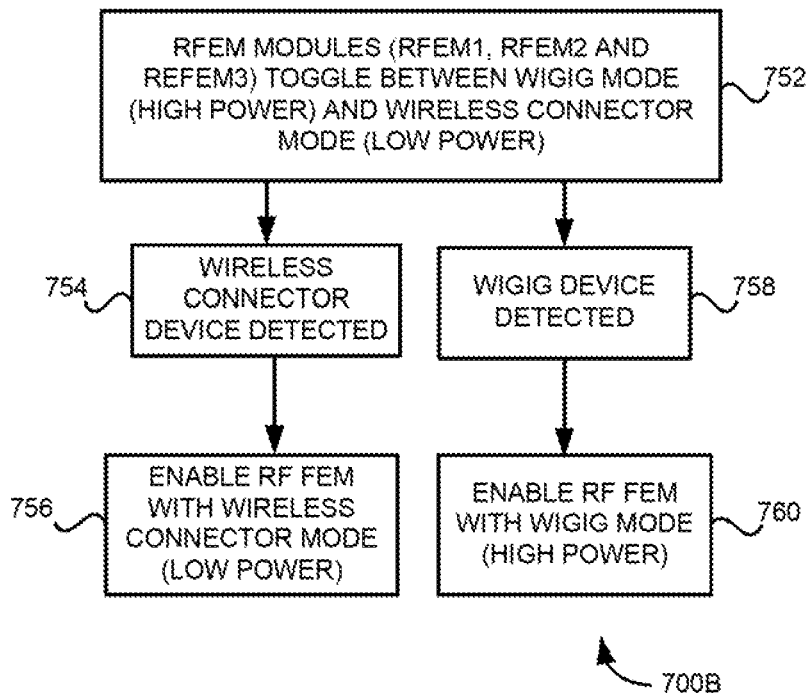 RFEM MODULES (RFEM1, RFEM2 AND
REFEM3) TOGGLE BETWEEN WIGIG MODE
(HIGH POWER) AND WIRELESS CONNECTOR
MODE (LOW POWER)
752
754
WIRELESS
CONNECTOR
DEVICE DETECTED
WIGIG DEVICE
DETECTED
758
756
ENABLE RF FEM
WITH WIRELESS
CONNECTOR MODE
(LOW POWER)
ENABLE RF FEM
WITH WIGIG MODE
(HIGH POWER)
760
700B